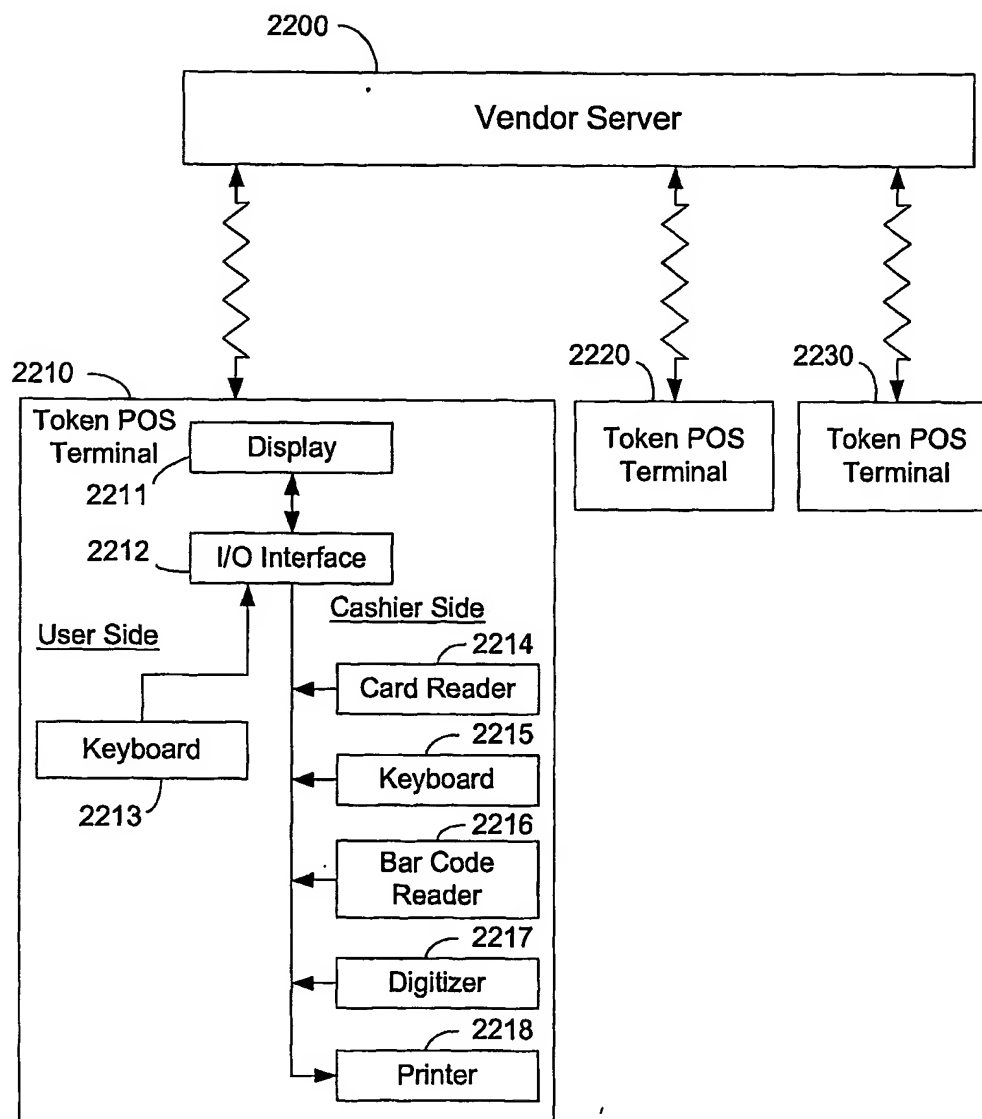 2200
Vendor Server
2210
2220
2230
Token POS
Terminal
Display
2211
Token POS
Terminal
Token POS
Terminal
2212
I/O Interface
User Side
Cashier Side
2214
Card Reader
Keyboard
2213
2215
Keyboard
2216
Bar Code
Reader
2217
Digitizer
2218
Printer